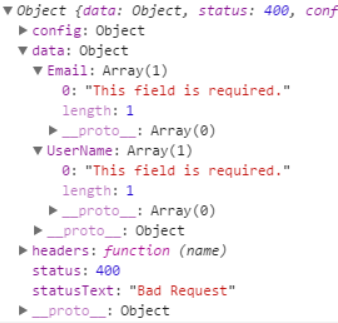 ▼Object {data: Object, status: 400, conf
▶config: Object
▼data: Object
▼Email: Array(1)
0: "This field is required."
length: 1
▶__proto__: Array(0)
▼UserName: Array(1)
0: "This field is required."
length: 1
▶__proto__: Array(0)
▶__proto__: Object
▶headers: function (name)
status: 400
statusText: "Bad Request"
▶__proto__: Object